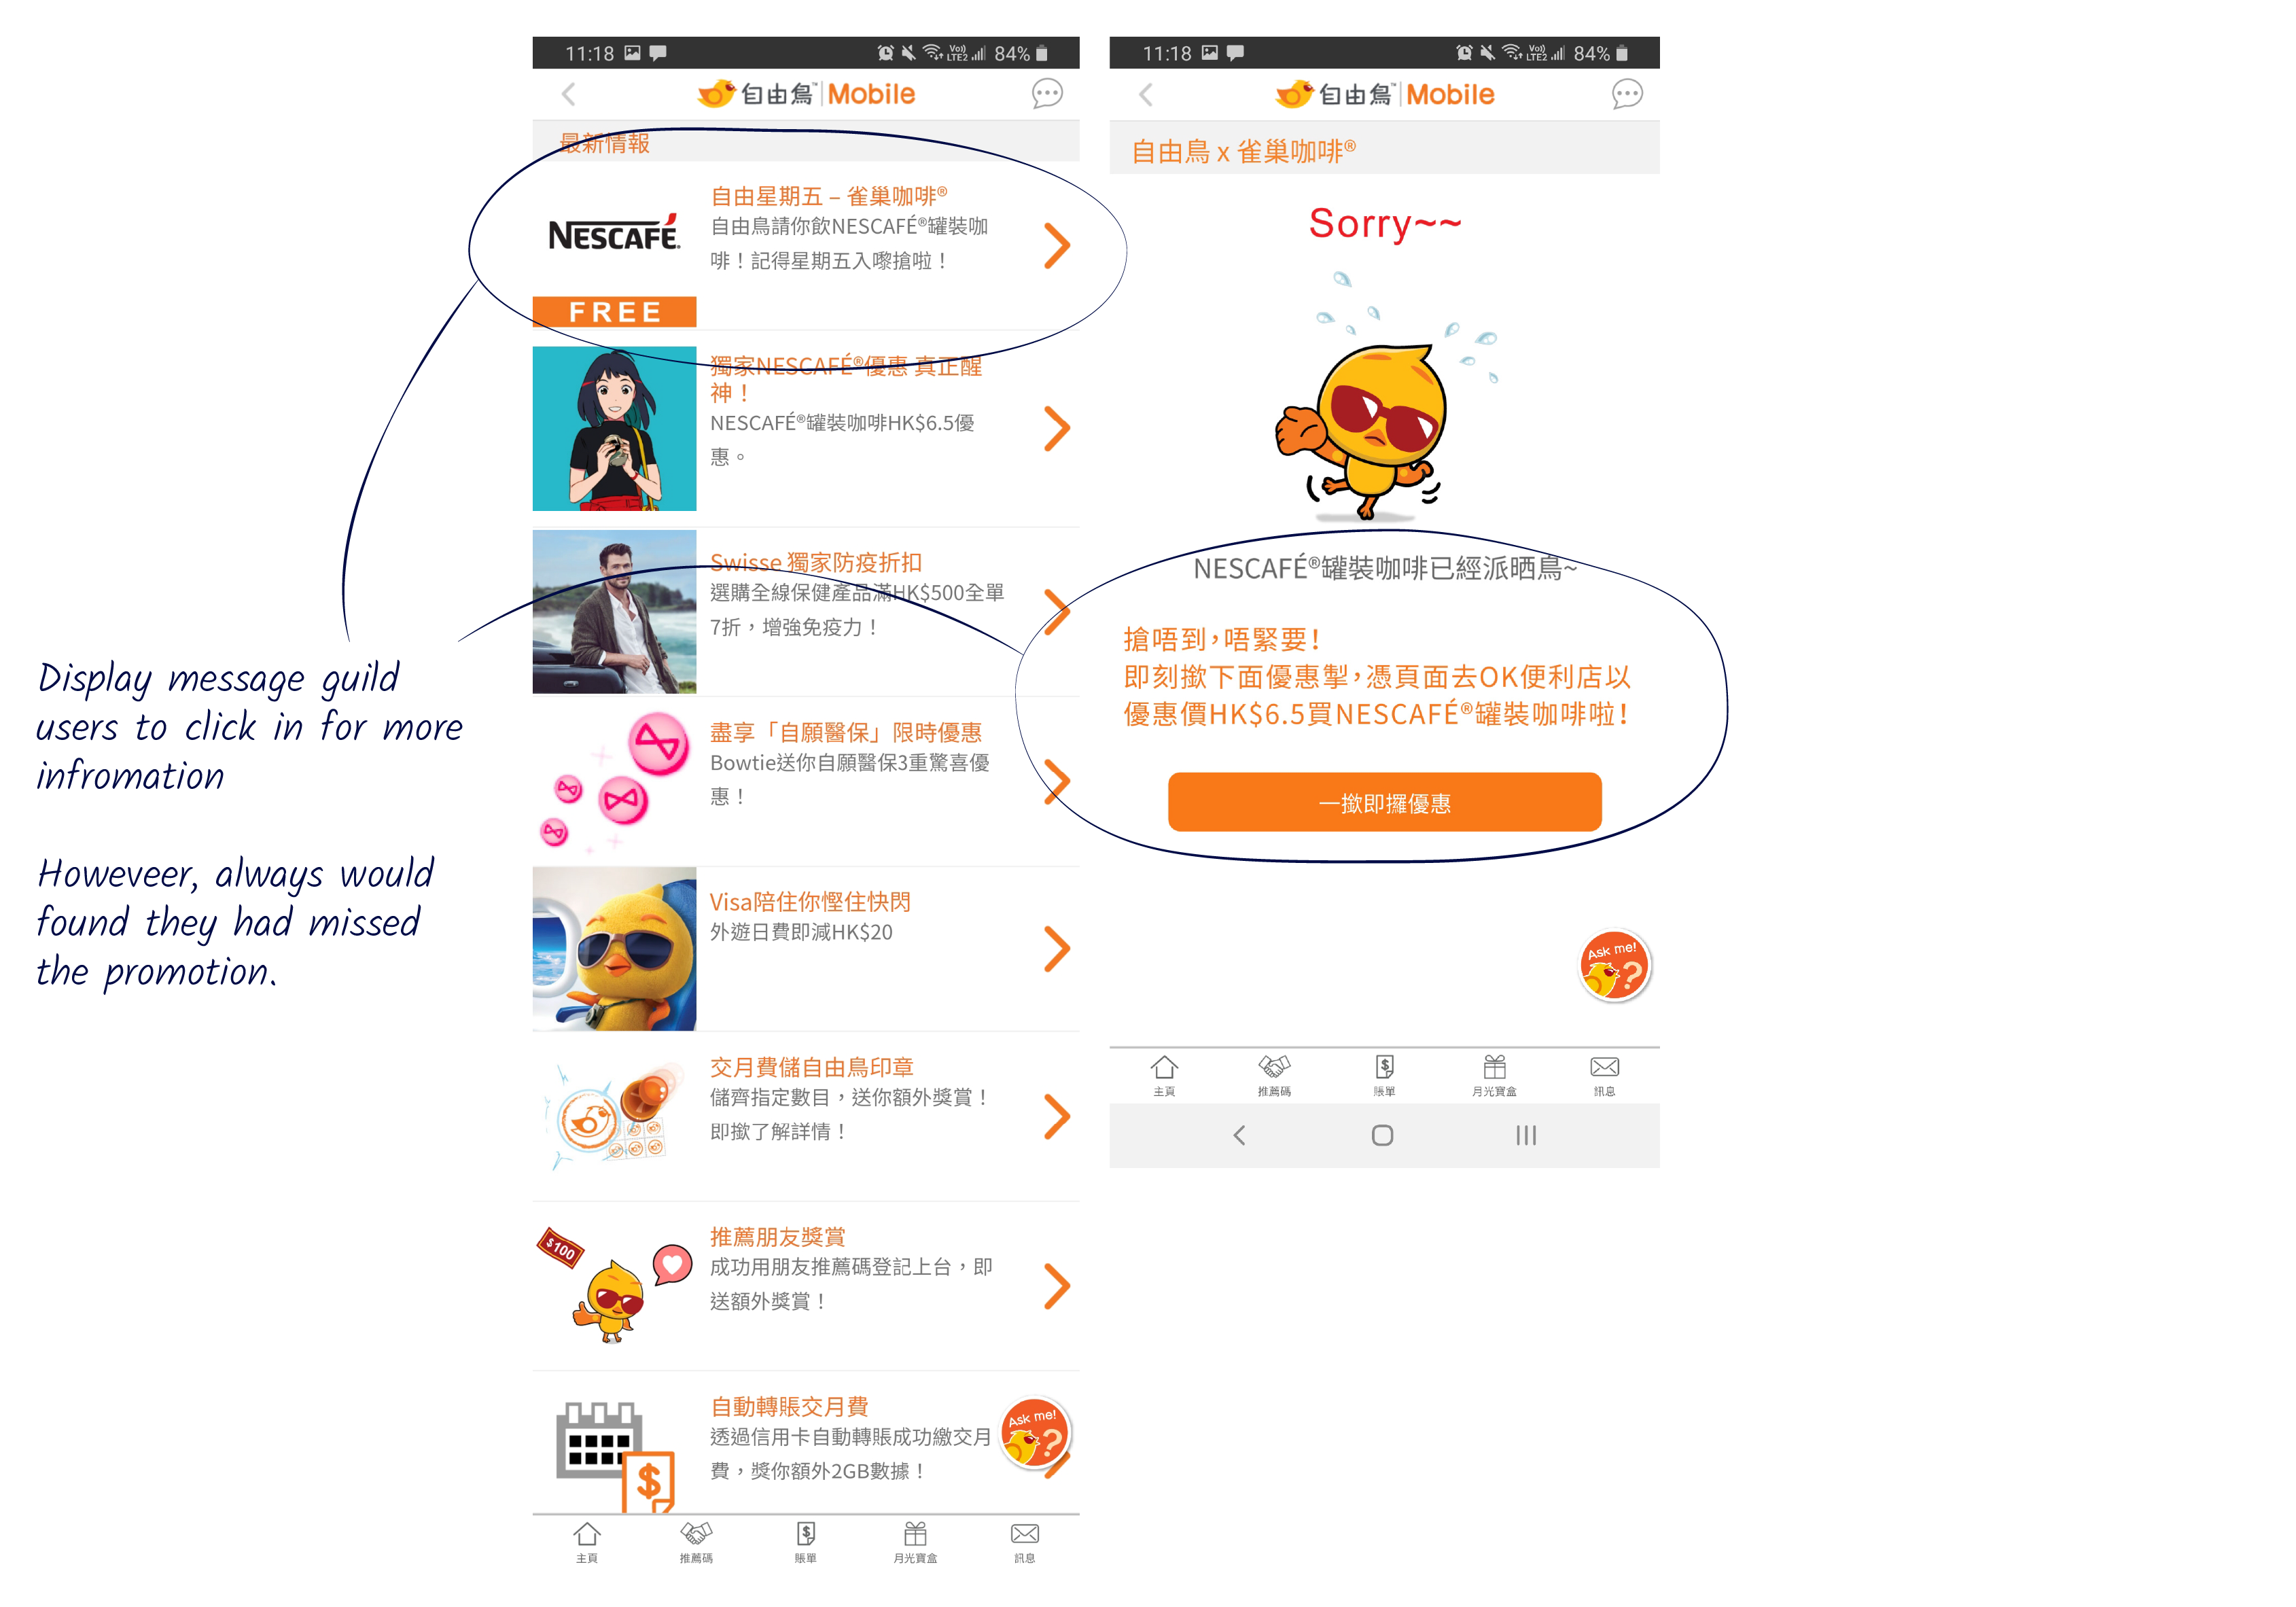 Display message guild
users to click in for more
infromation
Howeveer, always would
found they had missed
the promotion.
11:18
Vo)) LTE2 84%
自由鳥™ Mobile
最新情報
NESCAFÉ.
FREE
自由星期五 – 雀巢咖啡®
自由鳥請你飲NESCAFÉ®罐裝咖
啡！記得星期五入嚟搶啦！
獨家NESCAFÉ®優惠 真正醒
神！
NESCAFÉ®罐裝咖啡HK$6.5優
惠。
Swisse 獨家防疫折扣
選購全線保健產品滿HK$500全單
7折，增強免疫力！
盡享「自願醫保」限時優惠
Bowtie送你自願醫保3重驚喜優
惠！
Visa陪住你慳住快閃
外遊日費即減HK$20
交月費儲自由鳥印章
儲齊指定數目，送你額外獎賞！
即撳了解詳情！
$100
推薦朋友獎賞
成功用朋友推薦碼登記上台，即
送額外獎賞！
$
自動轉賬交月費
透過信用卡自動轉賬成功繳交月
費，獎你額外2GB數據！
Ask me!
?
主頁 推薦碼 賬單 月光寶盒 訊息
11:18
Vo)) LTE2 84%
自由鳥™ Mobile
自由鳥 x 雀巢咖啡®
Sorry~~
NESCAFÉ®罐裝咖啡已經派晒鳥~
搶唔到，唔緊要！
即刻撳下面優惠掣，憑頁面去OK便利店以
優惠價HK$6.5買NESCAFÉ®罐裝咖啡啦！
一撳即攞優惠
Ask me!
?
主頁 推薦碼 賬單 月光寶盒 訊息